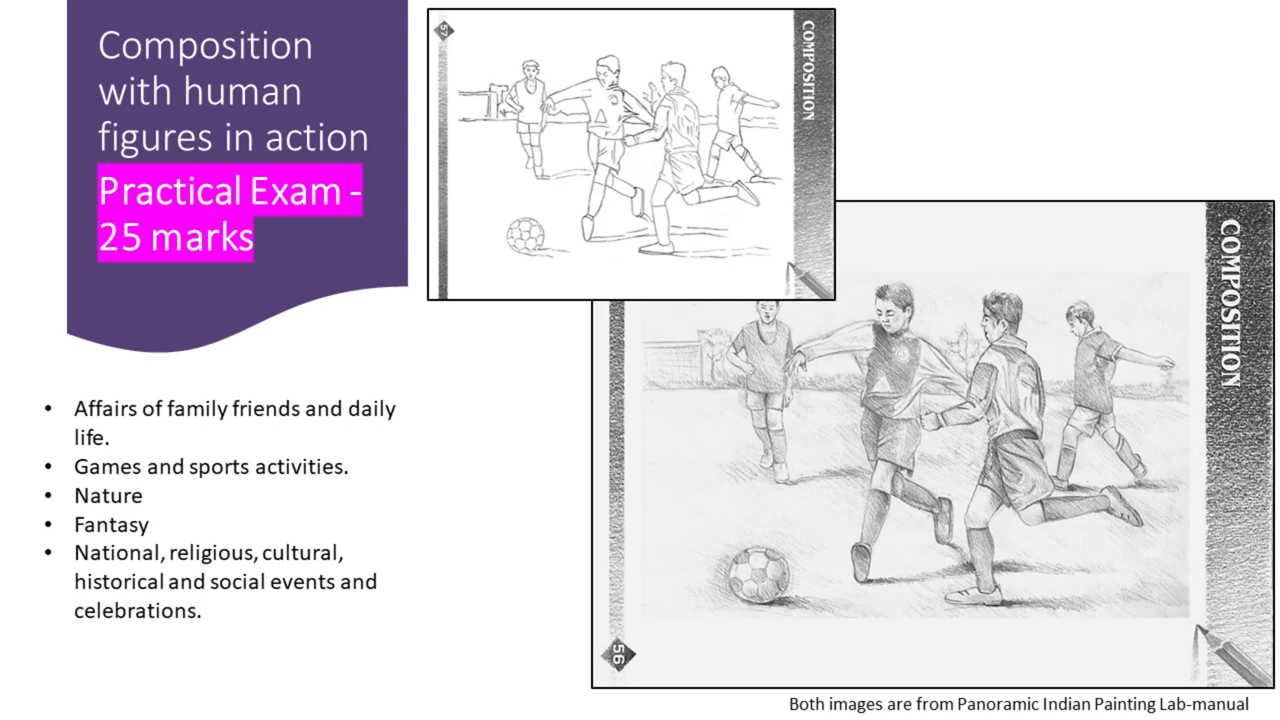 Composition
with human
figures in action
Practical Exam -
25 marks
• Affairs of family friends and daily
life.
• Games and sports activities.
• Nature
• Fantasy
• National, religious, cultural,
historical and social events and
celebrations.
57
COMPOSITION
COMPOSITION
56
Both images are from Panoramic Indian Painting Lab-manual